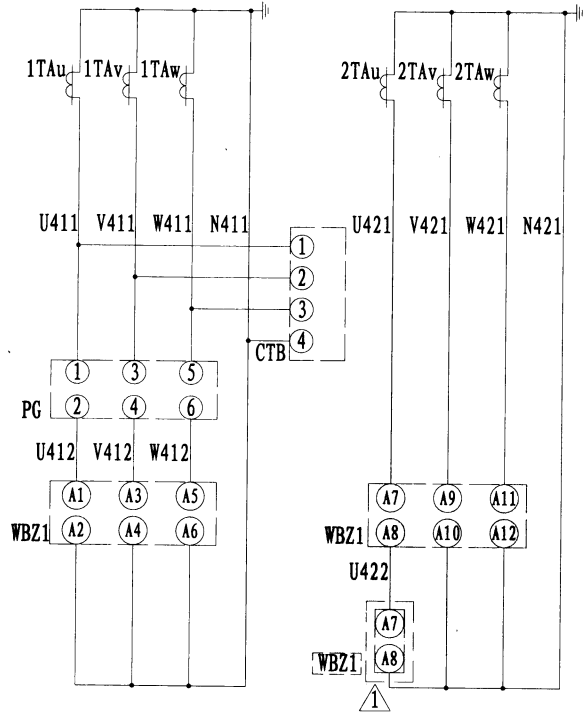 1TAu 1TAv 1TAw 2TAu 2TAv 2TAw
U411 V411 W411 N411 U421 V421 W421 N421
1
2
3
4
CTB
1 3 5
PG 2 4 6
U412 V412 W412
A1 A3 A5 A7 A9 A11
WBZ1 A2 A4 A6 WBZ1 A8 A10 A12
U422
A7
WBZ1 A8
1